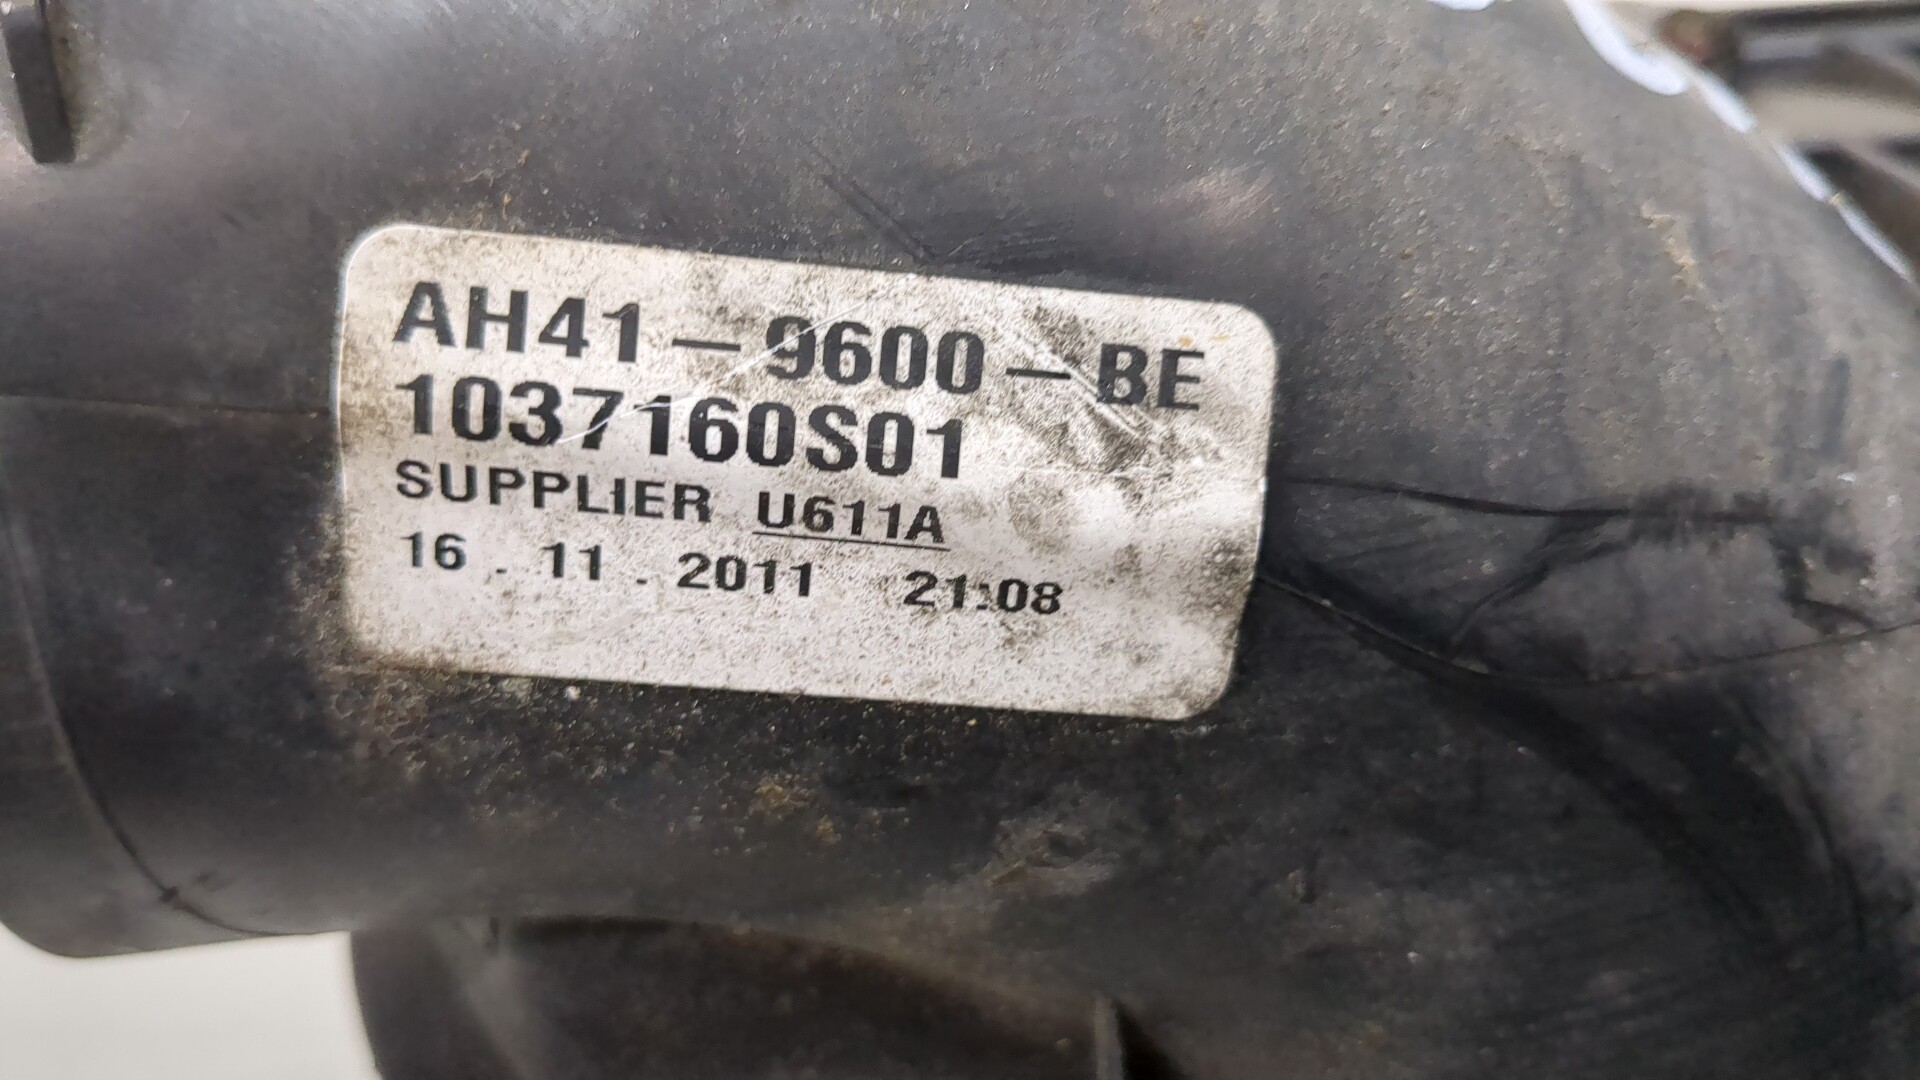 AH41-9600-BE
1037160S01
SUPPLIER U611A
16 . 11 . 2011 21:08